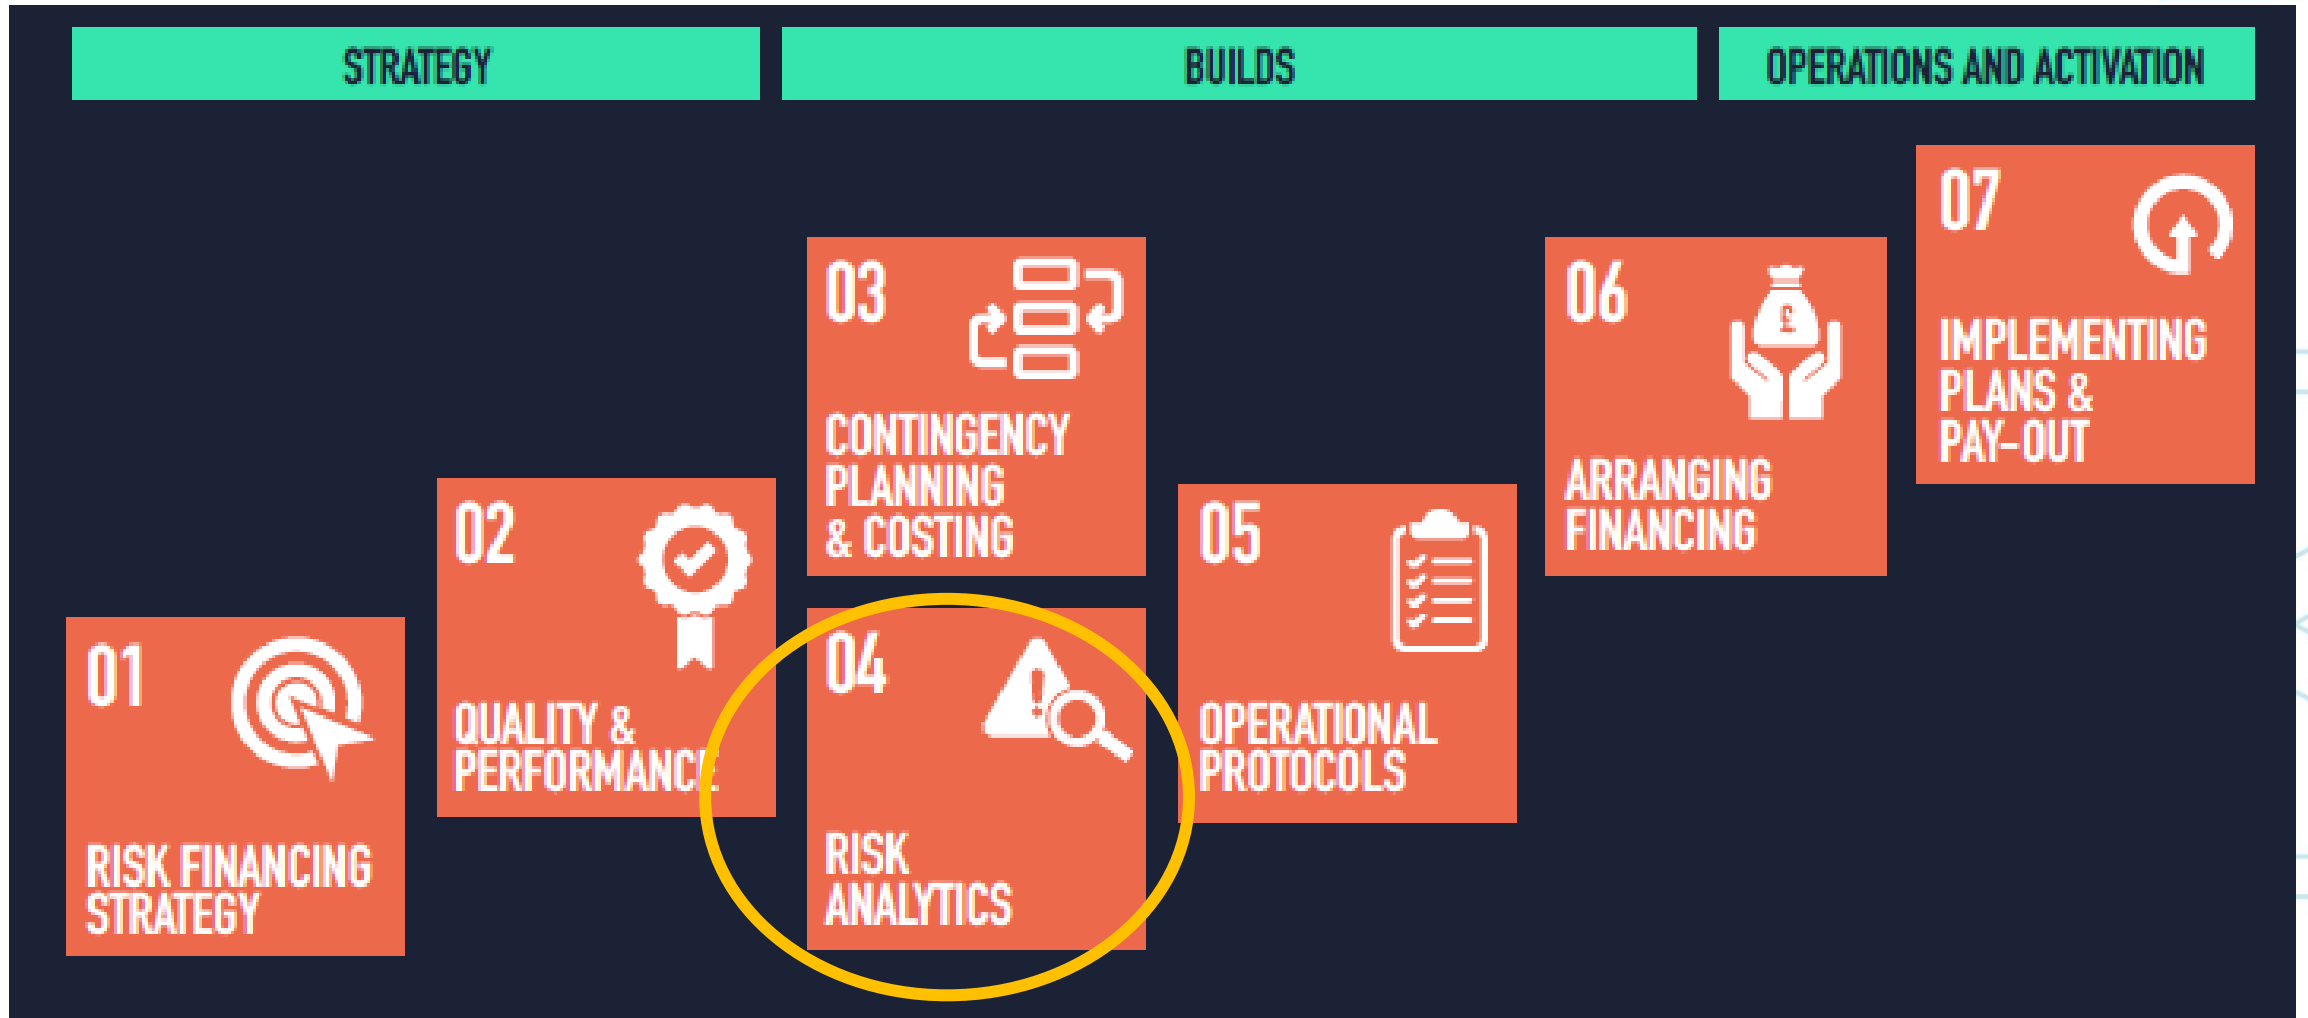 STRATEGY
BUILDS
OPERATIONS AND ACTIVATION
01
RISK FINANCING
STRATEGY
02
QUALITY &
PERFORMANCE
03
CONTINGENCY
PLANNING
& COSTING
04
RISK
ANALYTICS
05
OPERATIONAL
PROTOCOLS
06
£
ARRANGING
FINANCING
07
IMPLEMENTING
PLANS &
PAY-OUT